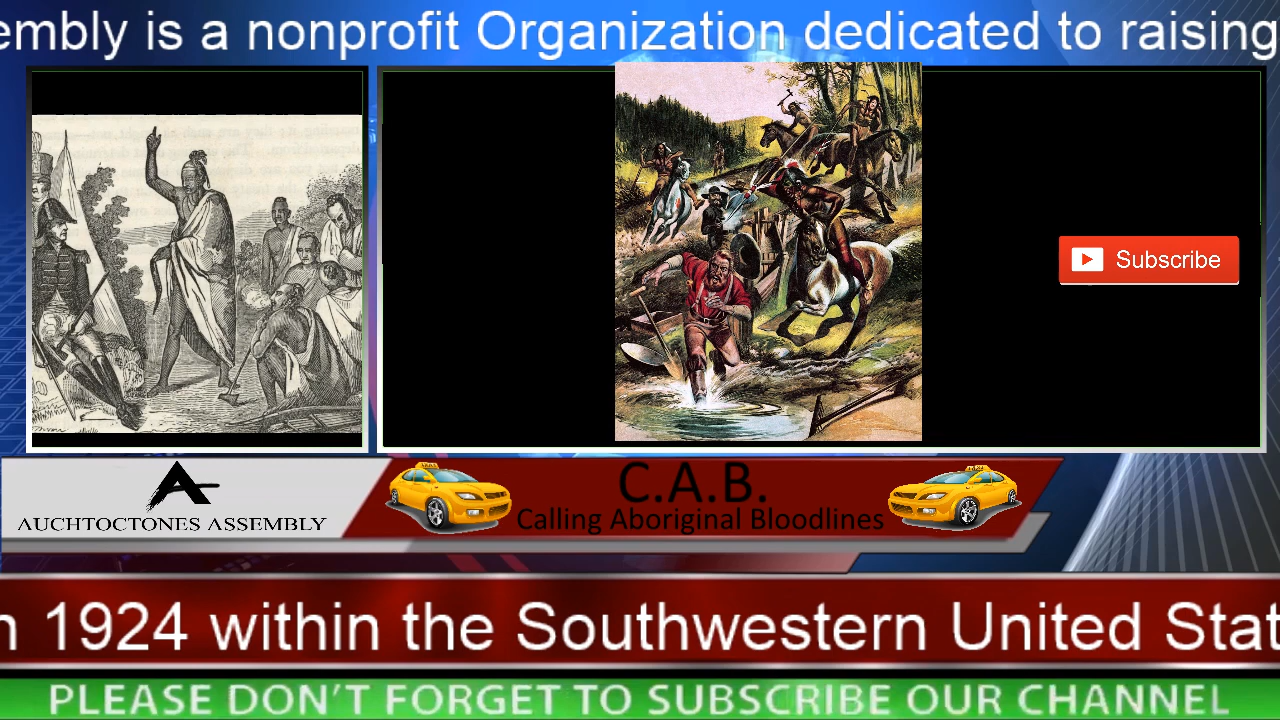 embly is a nonprofit Organization dedicated to raising
Subscribe
C.A.B.
Calling Aboriginal Bloodlines
AUCHTOCTONES ASSEMBLY
n 1924 within the Southwestern United Stat
PLEASE DON'T FORGET TO SUBSCRIBE OUR CHANNEL